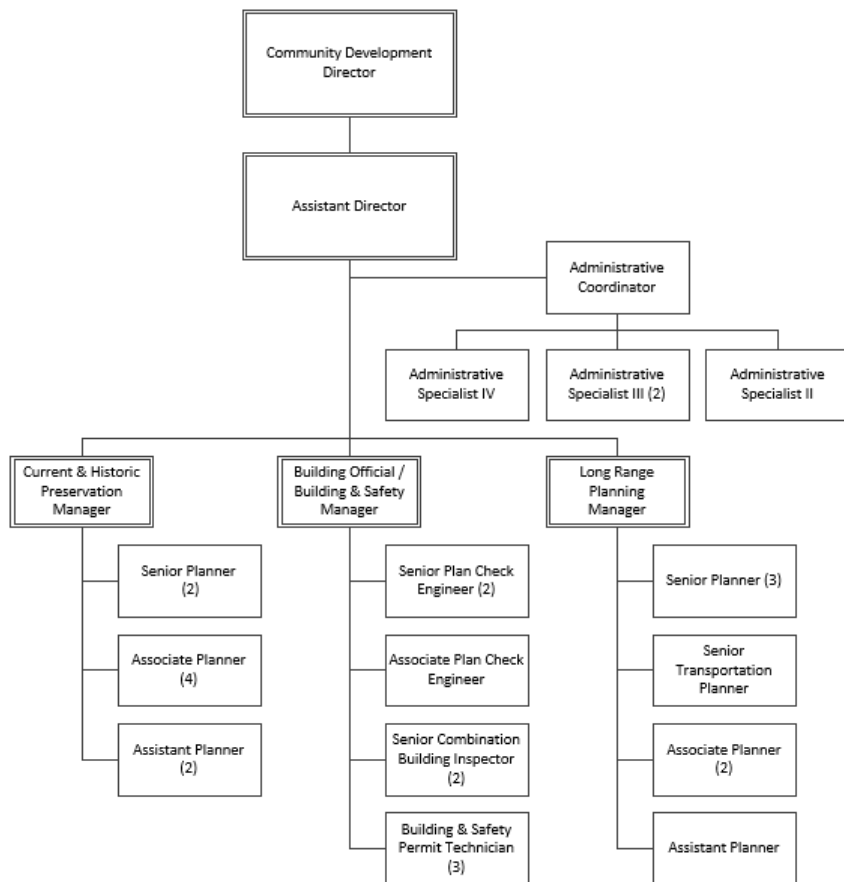 Community Development
Director
Assistant Director
Administrative
Coordinator
Administrative
Specialist IV
Administrative
Specialist III (2)
Administrative
Specialist II
Current & Historic
Preservation
Manager
Building Official /
Building & Safety
Manager
Long Range
Planning
Manager
Senior Planner
(2)
Associate Planner
(4)
Assistant Planner
(2)
Senior Plan Check
Engineer (2)
Associate Plan Check
Engineer
Senior Combination
Building Inspector
(2)
Building & Safety
Permit Technician
(3)
Senior Planner (3)
Senior
Transportation
Planner
Associate Planner
(2)
Assistant Planner